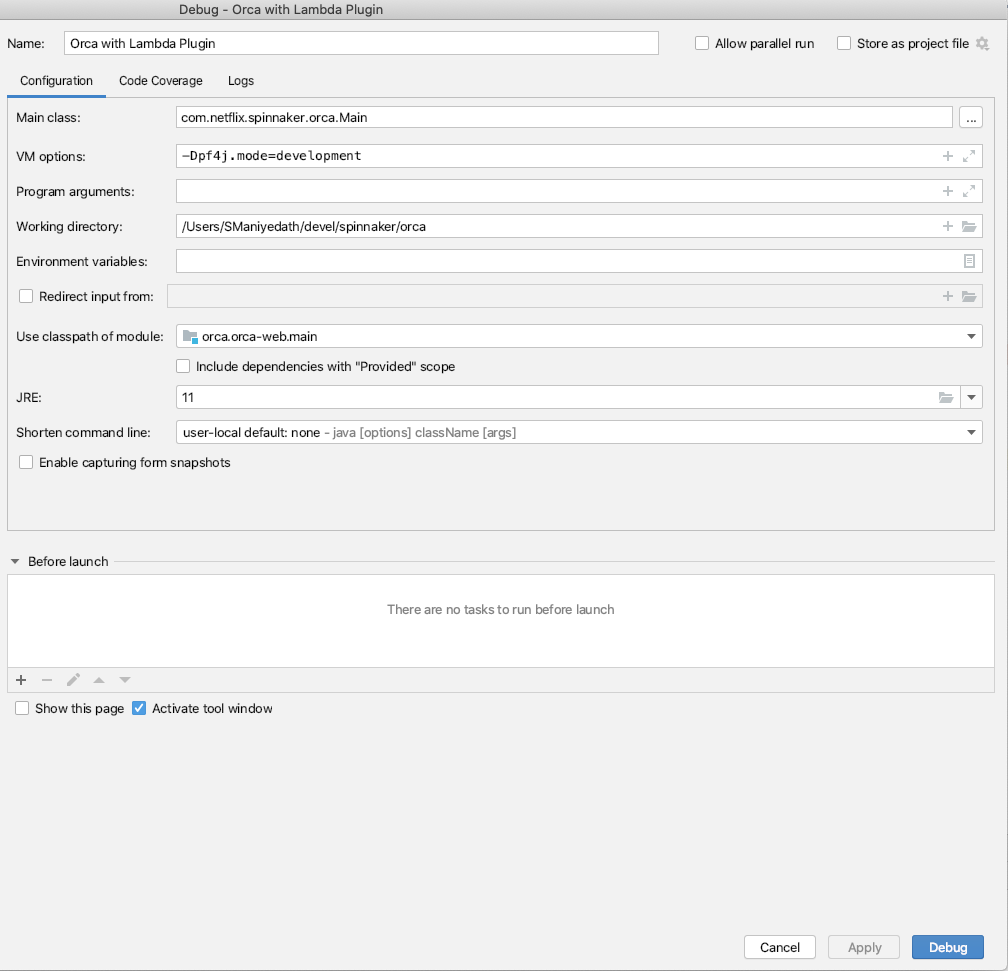 Debug - Orca with Lambda Plugin
Name: Orca with Lambda Plugin Allow parallel run Store as project file
Configuration Code Coverage Logs
Main class: com.netflix.spinnaker.orca.Main ...
VM options: -Dpf4j.mode=development
Program arguments:
Working directory: /Users/SManiyedath/devel/spinnaker/orca
Environment variables:
Redirect input from:
Use classpath of module: orca.orca-web.main
Include dependencies with "Provided" scope
JRE: 11
Shorten command line: user-local default: none - java [options] className [args]
Enable capturing form snapshots
Before launch
There are no tasks to run before launch
Show this page Activate tool window
Cancel Apply Debug